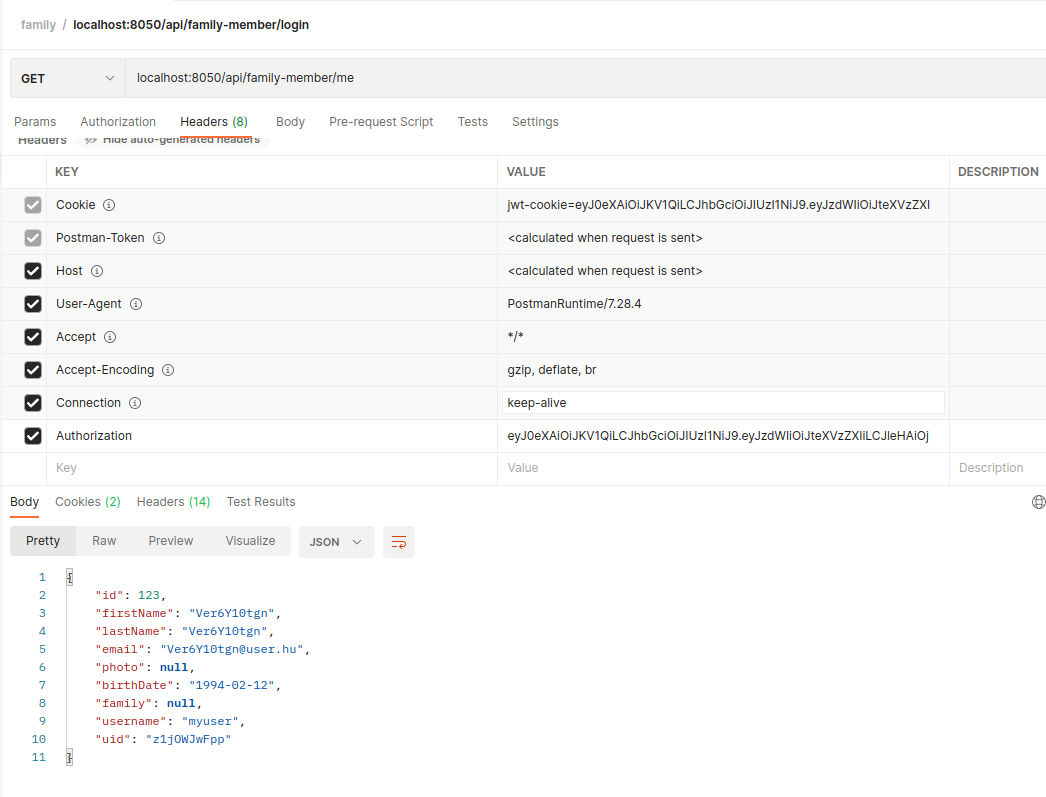 family / localhost:8050/api/family-member/login
GET localhost:8050/api/family-member/me
Params Authorization Headers (8) Body Pre-request Script Tests Settings
Headers Hide auto-generated headers
KEY VALUE DESCRIPTION
Cookie jwt-cookie=eyJ0eXAiOiJKV1QiLCJhbGciOiJIUzI1NiJ9.eyJzdWIiOiJteXVzZXI
Postman-Token <calculated when request is sent>
Host <calculated when request is sent>
User-Agent PostmanRuntime/7.28.4
Accept */*
Accept-Encoding gzip, deflate, br
Connection keep-alive
Authorization eyJ0eXAiOiJKV1QiLCJhbGciOiJIUzI1NiJ9.eyJzdWIiOiJteXVzZXIiLCJleHAiOj
Key Value Description
Body Cookies (2) Headers (14) Test Results
Pretty Raw Preview Visualize JSON
1 {
2 "id": 123,
3 "firstName": "Ver6Y10tgn",
4 "lastName": "Ver6Y10tgn",
5 "email": "Ver6Y10tgn@user.hu",
6 "photo": null,
7 "birthDate": "1994-02-12",
8 "family": null,
9 "username": "myuser",
10 "uid": "z1jOWJwFpp"
11 }